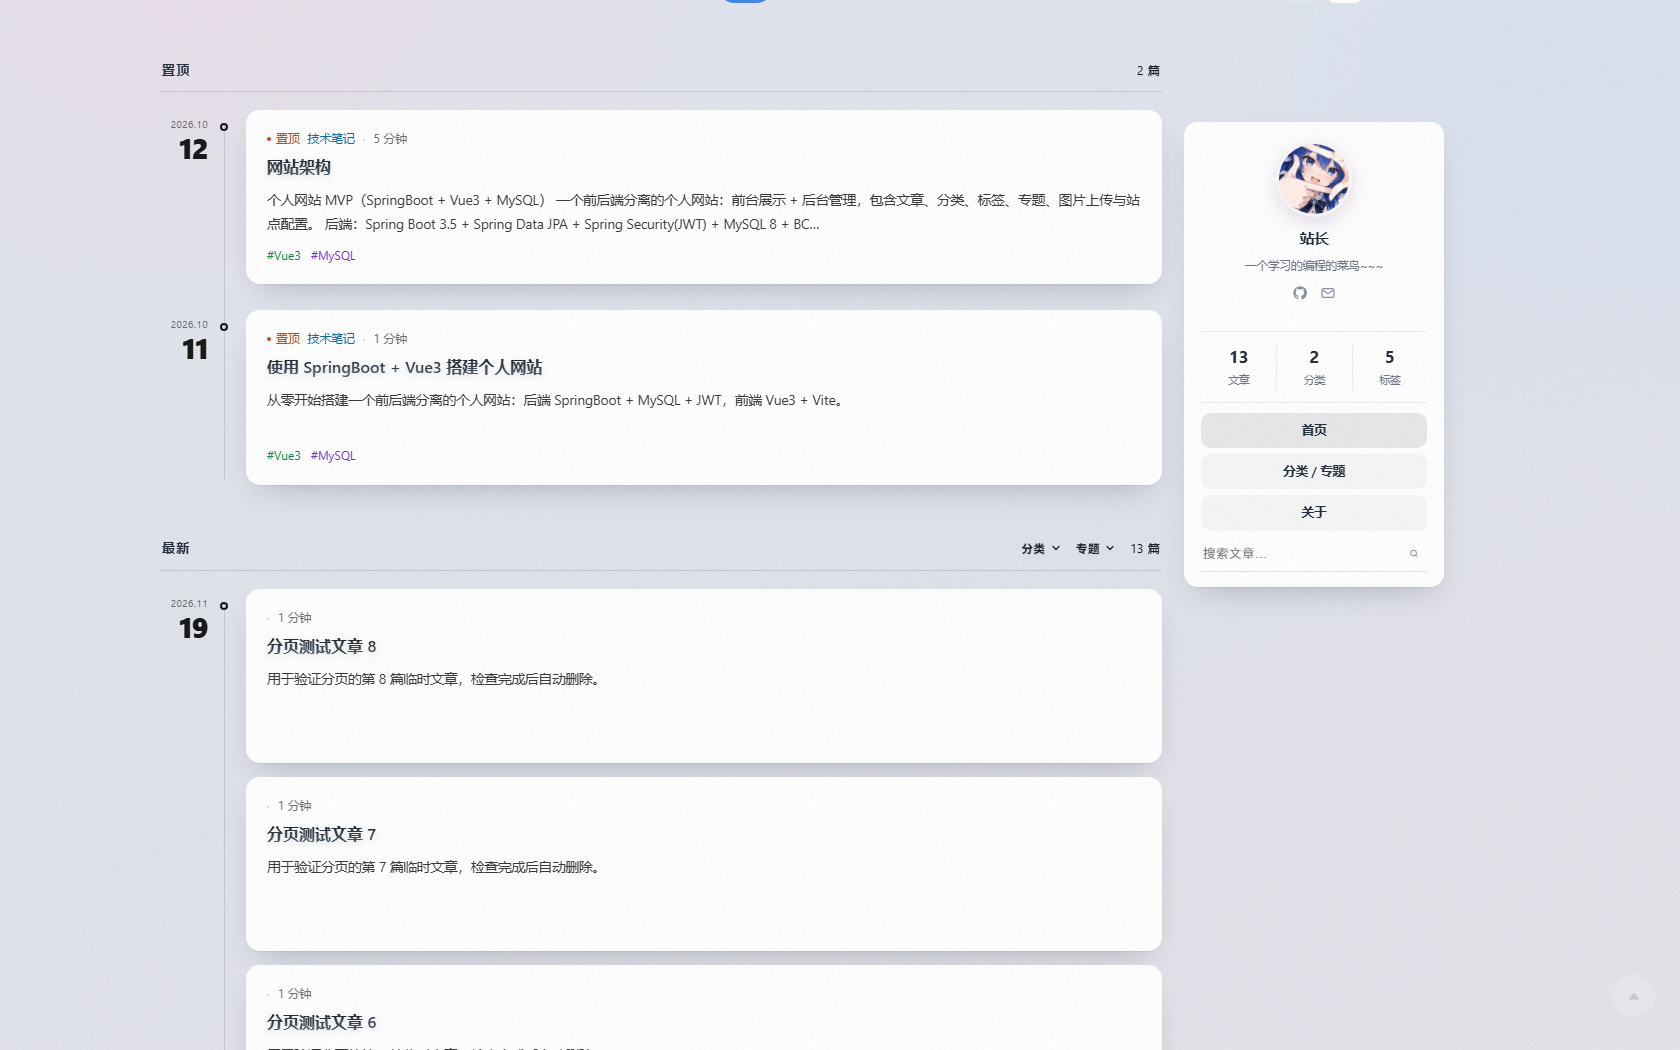 置顶
2 篇
2026.10
12
• 置顶 技术笔记 · 5 分钟
网站架构
个人网站 MVP（SpringBoot + Vue3 + MySQL） 一个前后端分离的个人网站：前台展示 + 后台管理，包含文章、分类、标签、专题、图片上传与站
点配置。 后端：Spring Boot 3.5 + Spring Data JPA + Spring Security(JWT) + MySQL 8 + BC...
#Vue3 #MySQL
2026.10
11
• 置顶 技术笔记 · 1 分钟
使用 SpringBoot + Vue3 搭建个人网站
从零开始搭建一个前后端分离的个人网站：后端 SpringBoot + MySQL + JWT，前端 Vue3 + Vite。
#Vue3 #MySQL
最新
分类 专题 13 篇
2026.11
19
· 1 分钟
分页测试文章 8
用于验证分页的第 8 篇临时文章，检查完成后自动删除。
· 1 分钟
分页测试文章 7
用于验证分页的第 7 篇临时文章，检查完成后自动删除。
· 1 分钟
分页测试文章 6
站长
一个学习的编程的菜鸟~~~
13 2 5
文章 分类 标签
首页
分类 / 专题
关于
搜索文章...